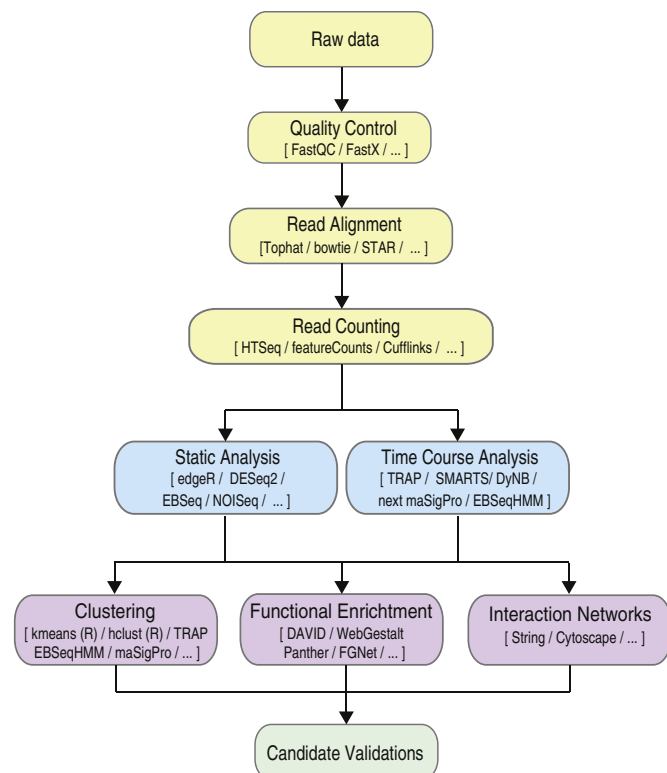 Raw data
Quality Control
[ FastQC / FastX / ... ]
Read Alignment
[Tophat / bowtie / STAR / ... ]
Read Counting
[ HTSeq / featureCounts / Cufflinks / ... ]
Static Analysis
[ edgeR / DESeq2 /
EBSeq / NOISeq / ... ]
Time Course Analysis
[ TRAP / SMARTS/ DyNB /
next maSigPro / EBSeqHMM ]
Clustering
[ kmeans (R) / hclust (R) / TRAP
EBSeqHMM / maSigPro / ... ]
Functional Enrichtment
[ DAVID / WebGestalt
Panther / FGNet / ... ]
Interaction Networks
[ String / Cytoscape / ... ]
Candidate Validations